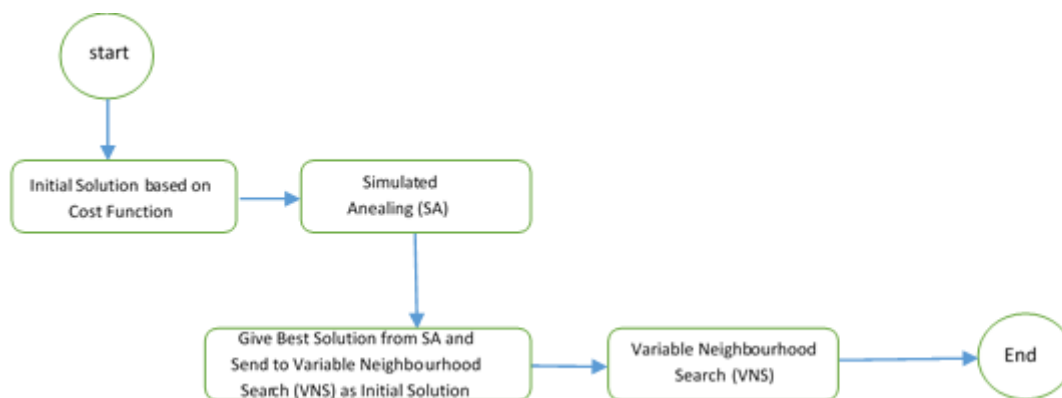 start
Initial Solution based on
Cost Function
Simulated
Anealing (SA)
Give Best Solution from SA and
Send to Variable Neighbourhood
Search (VNS) as Initial Solution
Variable Neighbourhood
Search (VNS)
End